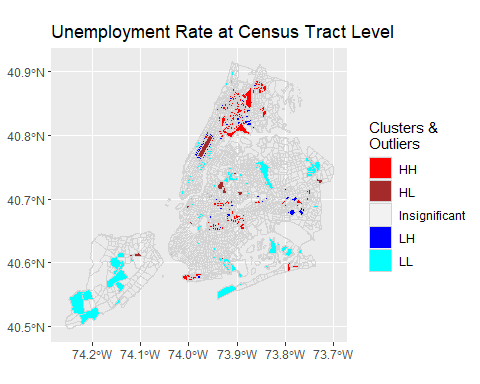 Unemployment Rate at Census Tract Level
40.9°N
40.8°N
40.7°N
40.6°N
40.5°N
74.2°W 74.1°W 74.0°W 73.9°W 73.8°W 73.7°W
Clusters &
Outliers
HH
HL
Insignificant
LH
LL